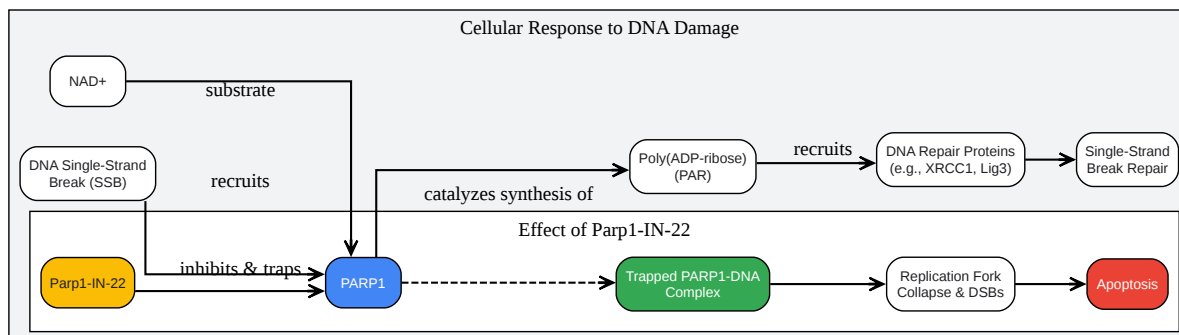 Cellular Response to DNA Damage
NAD+
substrate
DNA Single-Strand
Break (SSB)
recruits
catalyzes synthesis of
Poly(ADP-ribose)
(PAR)
recruits
DNA Repair Proteins
(e.g., XRCC1, Lig3)
Single-Strand
Break Repair
Effect of Parp1-IN-22
Parp1-IN-22
inhibits & traps
PARP1
Trapped PARP1-DNA
Complex
Replication Fork
Collapse & DSBs
Apoptosis